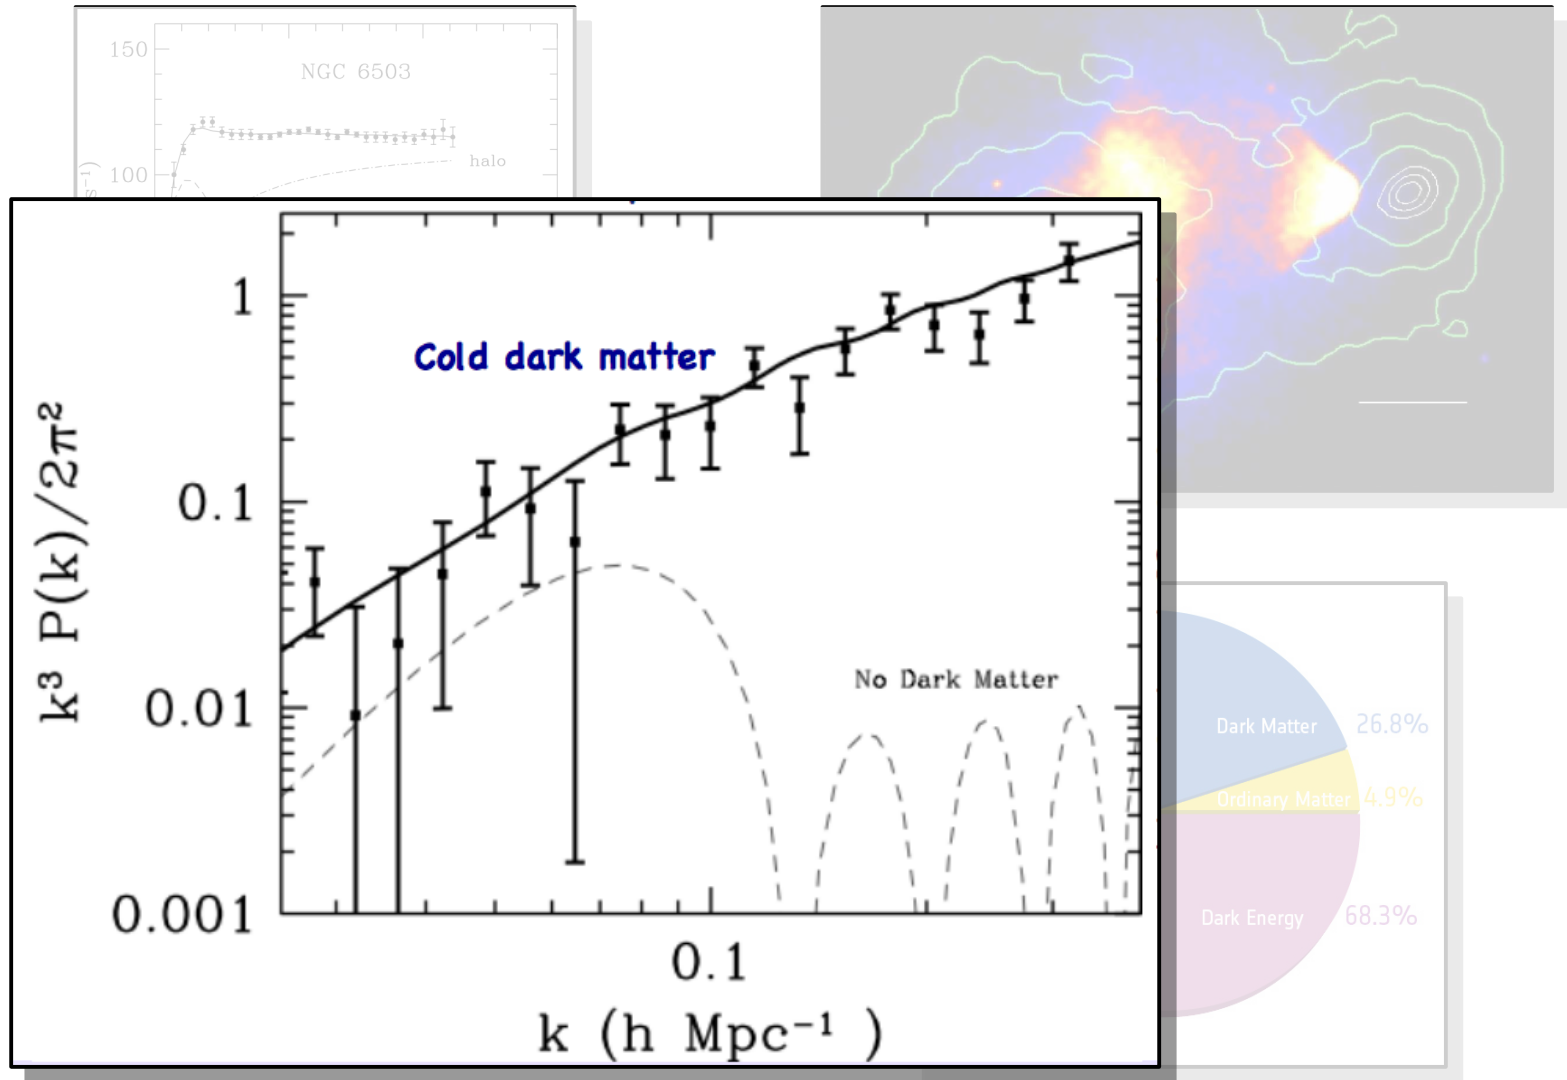 150
NGC 6503
halo
100
s⁻¹)
1
Cold dark matter
0.1
k³ P(k)/2π²
0.01
No Dark Matter
0.001
0.1
k (h Mpc⁻¹ )
Dark Matter 26.8%
Ordinary Matter 4.9%
Dark Energy 68.3%